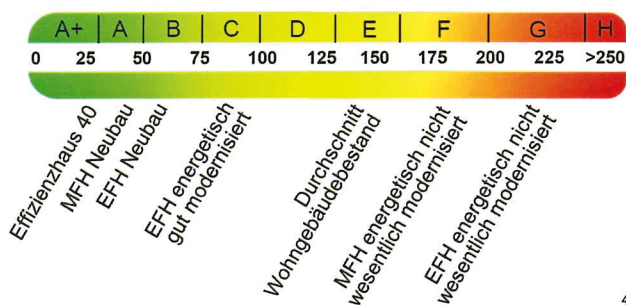 A+ A B C D E F G H
0 25 50 75 100 125 150 175 200 225 >250
Effizienzhaus 40
MFH Neubau
EFH Neubau
EFH energetisch
gut modernisiert
Durchschnitt
Wohngebäudebestand
MFH energetisch nicht
wesentlich modernisiert
EFH energetisch nicht
wesentlich modernisiert